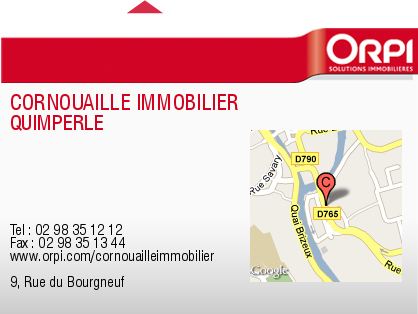 ORPI
SOLUTIONS IMMOBILIÈRES
CORNOUAILLE IMMOBILIER
QUIMPERLE
D790
Rue Savary
C
D765
Quai Brizeux
Google
Tel : 02 98 35 12 12
Fax : 02 98 35 13 44
www.orpi.com/cornouailleimmobilier
9, Rue du Bourgneuf